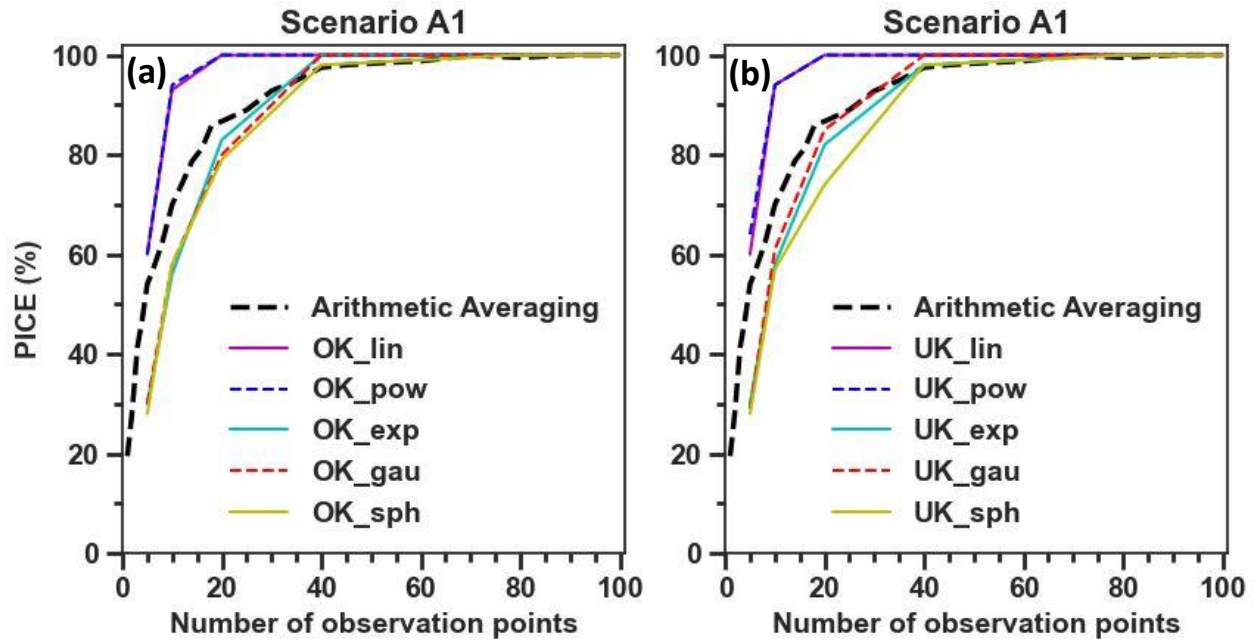 Scenario A1
(a)
PICE (%)
100
80
60
40
20
0
Arithmetic Averaging
OK_lin
OK_pow
OK_exp
OK_gau
OK_sph
0 20 40 60 80 100
Number of observation points
Scenario A1
(b)
100
80
60
40
20
0
Arithmetic Averaging
UK_lin
UK_pow
UK_exp
UK_gau
UK_sph
0 20 40 60 80 100
Number of observation points